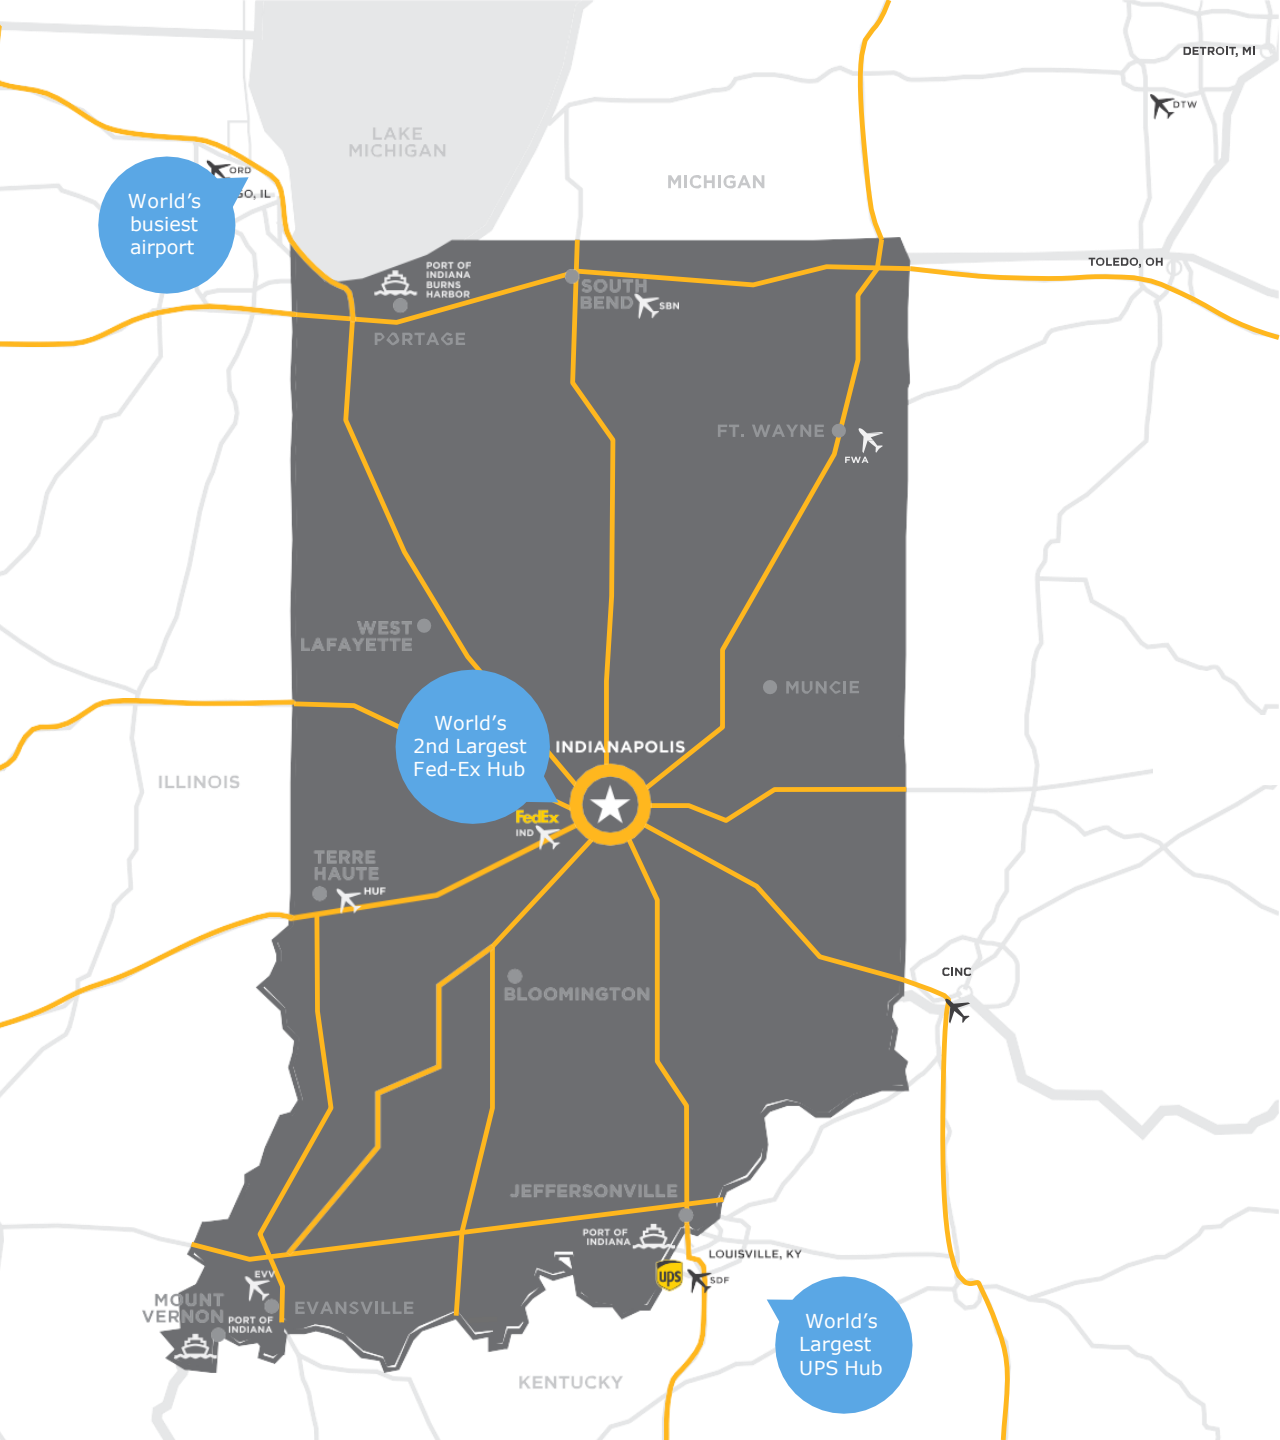 DETROIT, MI
DTW
LAKE
MICHIGAN
ORD
GO, IL
MICHIGAN
World's
busiest
airport
TOLEDO, OH
PORT OF
INDIANA
BURNS
HARBOR
SOUTH
BEND
SBN
PORTAGE
FT. WAYNE
FWA
WEST
LAFAYETTE
MUNCIE
World's
2nd Largest
Fed-Ex Hub
INDIANAPOLIS
ILLINOIS
FedEx
IND
TERRE
HAUTE
HUF
CINC
BLOOMINGTON
JEFFERSONVILLE
PORT OF
INDIANA
LOUISVILLE, KY
ups
SDF
EVV
MOUNT
VERNON
EVANSVILLE
PORT OF
INDIANA
World's
Largest
UPS Hub
KENTUCKY